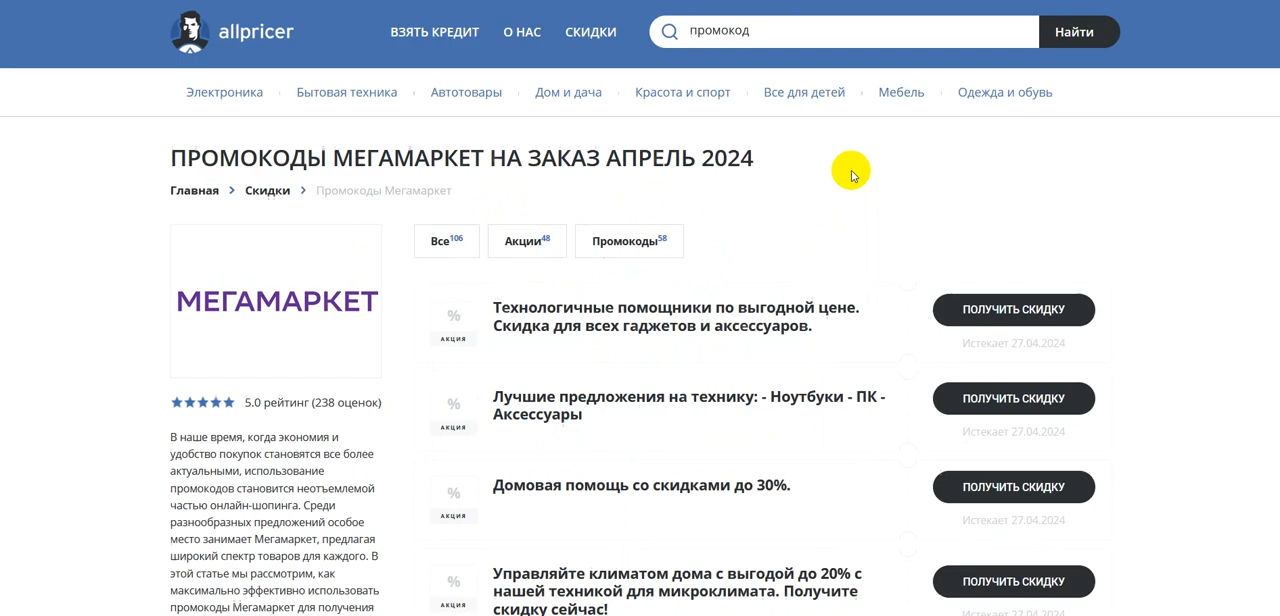 allpricer
ВЗЯТЬ КРЕДИТ
О НАС
СКИДКИ
промокод
Найти
Электроника
Бытовая техника
Автотовары
Дом и дача
Красота и спорт
Все для детей
Мебель
Одежда и обувь
ПРОМОКОДЫ МЕГАМАРКЕТ НА ЗАКАЗ АПРЕЛЬ 2024
Главная > Скидки > Промокоды Мегамаркет
МЕГАМАРКЕТ
5.0 рейтинг (238 оценок)
В наше время, когда экономия и
удобство покупок становятся все более
актуальными, использование
промокодов становится неотъемлемой
частью онлайн-шопинга. Среди
разнообразных предложений особое
место занимает Мегамаркет, предлагая
широкий спектр товаров для каждого. В
этой статье мы рассмотрим, как
максимально эффективно использовать
промокоды Мегамаркет для получения
Все106
Акции48
Промокоды58
%
АКЦИЯ
Технологичные помощники по выгодной цене.
Скидка для всех гаджетов и аксессуаров.
ПОЛУЧИТЬ СКИДКУ
Истекает 27.04.2024
%
АКЦИЯ
Лучшие предложения на технику: - Ноутбуки - ПК -
Аксессуары
ПОЛУЧИТЬ СКИДКУ
Истекает 27.04.2024
%
АКЦИЯ
Домовая помощь со скидками до 30%.
ПОЛУЧИТЬ СКИДКУ
Истекает 27.04.2024
%
АКЦИЯ
Управляйте климатом дома с выгодой до 20% с
нашей техникой для микроклимата. Получите
скидку сейчас!
ПОЛУЧИТЬ СКИДКУ
Истекает 27.04.2024